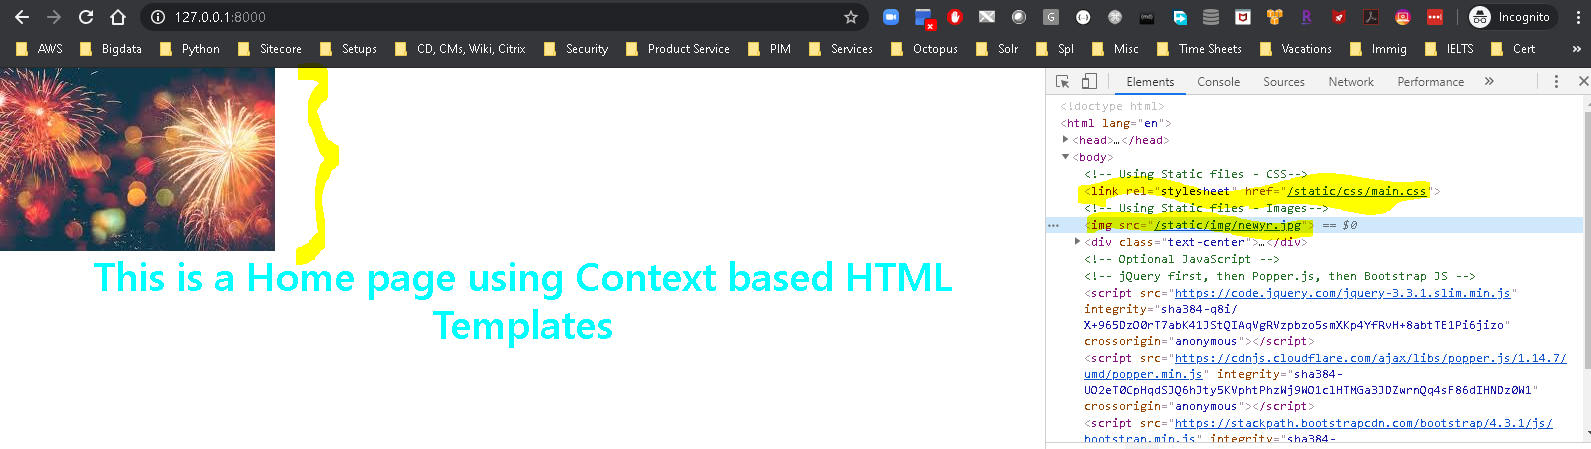 127.0.0.1:8000
Incognito
AWS Bigdata Python Sitecore Setups CD, CMs, Wiki, Citrix Security Product Service PIM Services Octopus Solr Spl Misc Time Sheets Vacations Immig IELTS Cert »
Elements Console Sources Network Performance »
<!doctype html>
<html lang="en">
<head>…</head>
<body>
<!-- Using Static files - CSS-->
<link rel="stylesheet" href="/static/css/main.css">
<!-- Using Static files - Images-->
<img src="/static/img/newyr.jpg"> == $0
<div class="text-center">…</div>
<!-- Optional JavaScript -->
<!-- jQuery first, then Popper.js, then Bootstrap JS -->
<script src="https://code.jquery.com/jquery-3.3.1.slim.min.js"
integrity="sha384-q8i/
X+965DzO0rT7abK41JStQIAqVgRVzpbzo5smXKp4YfRvH+8abtTE1Pi6jizo"
crossorigin="anonymous"></script>
<script src="https://cdnjs.cloudflare.com/ajax/libs/popper.js/1.14.7/
umd/popper.min.js" integrity="sha384-
UO2eT0CpHqdSJQ6hJty5KVphtPhzWj9WO1clHTMGa3JDZwrnQq4sF86dIHNDz0W1"
crossorigin="anonymous"></script>
<script src="https://stackpath.bootstrapcdn.com/bootstrap/4.3.1/js/
bootstrap.min.js" integrity="sha384-
This is a Home page using Context based HTML
Templates